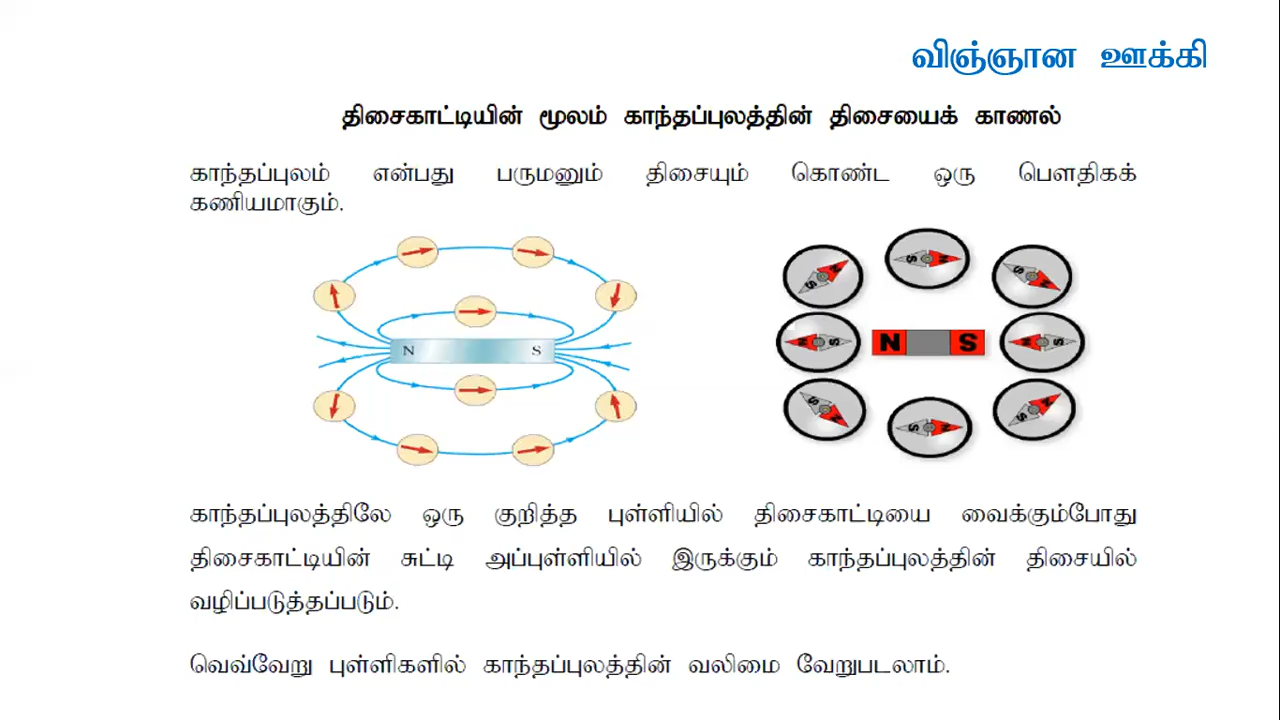 விஞ்ஞான ஊக்கி
திசைகாட்டியின் மூலம் காந்தப்புலத்தின் திசையைக் காணல்
காந்தப்புலம் என்பது பருமனும் திசையும் கொண்ட ஒரு பௌதிகக்
கணியமாகும்.
N S
S N
S N
S N
N S
N S
N S
S N
S N
S N
காந்தப்புலத்திலே ஒரு குறித்த புள்ளியில் திசைகாட்டியை வைக்கும்போது
திசைகாட்டியின் சுட்டி அப்புள்ளியில் இருக்கும் காந்தப்புலத்தின் திசையில்
வழிப்படுத்தப்படும்.
வெவ்வேறு புள்ளிகளில் காந்தப்புலத்தின் வலிமை வேறுபடலாம்.